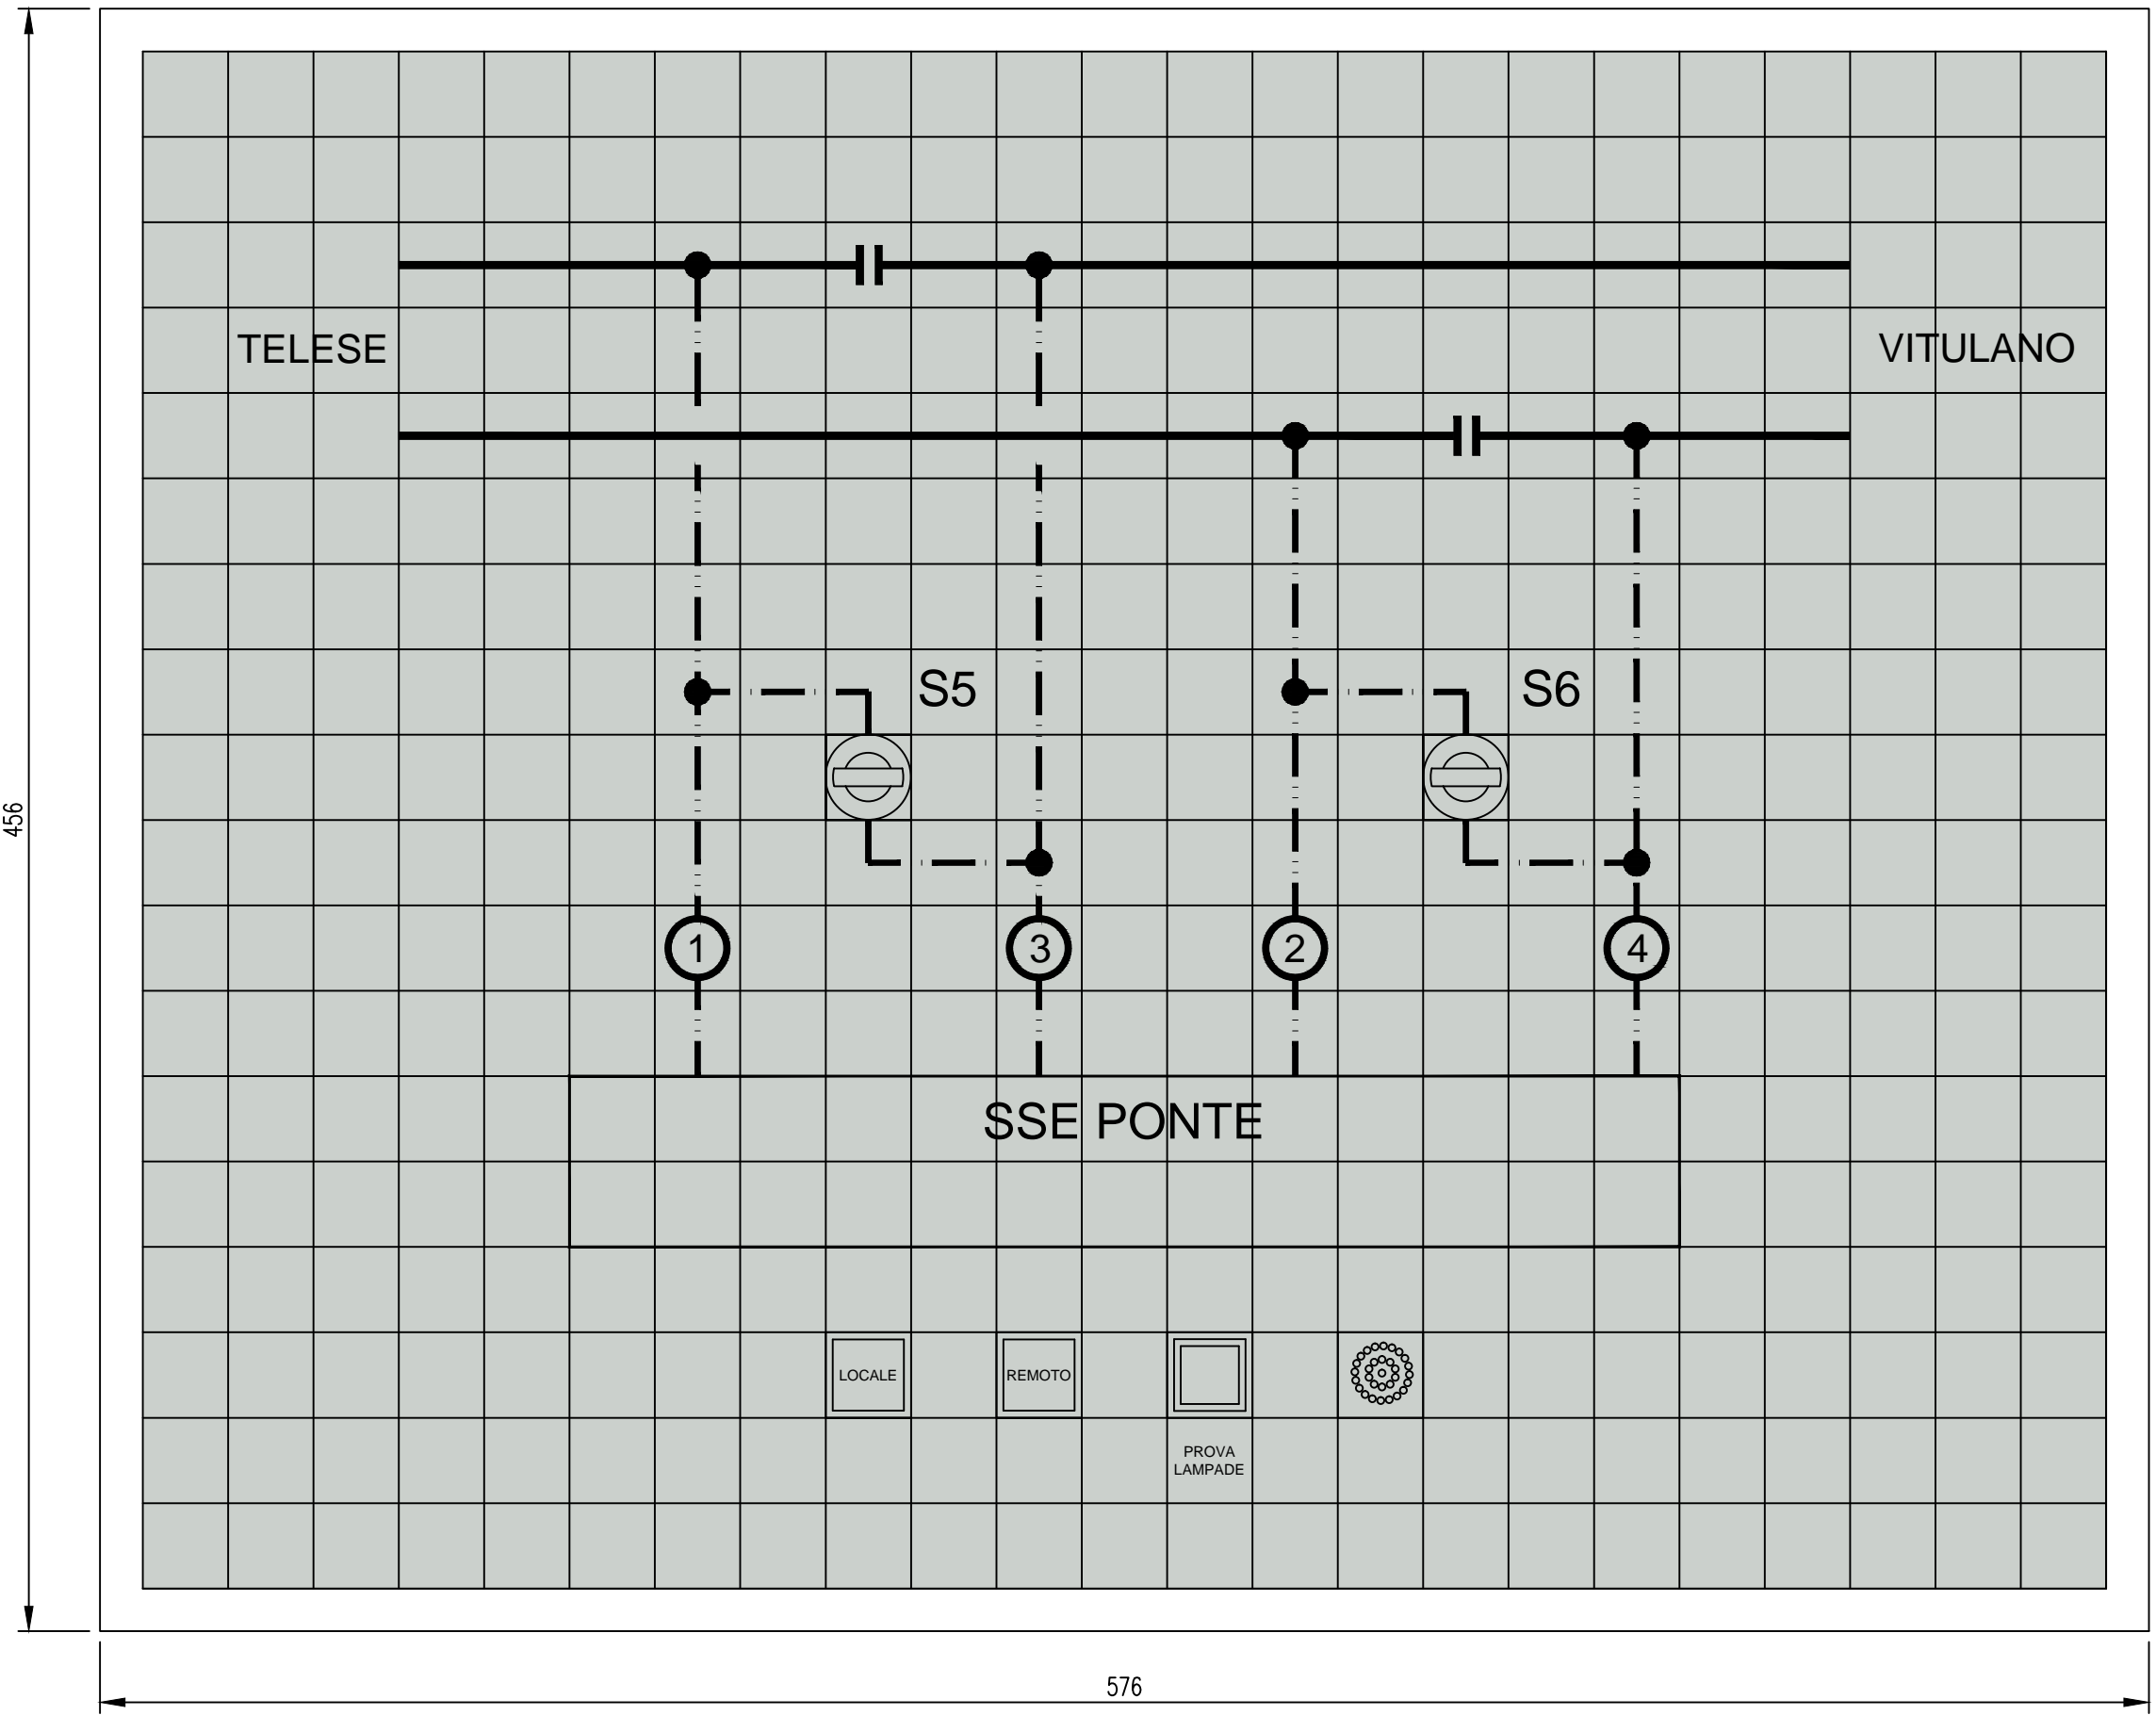 TELESE
VITULANO
S5
S6
1
3
2
4
SSE PONTE
LOCALE
REMOTO
PROVA
LAMPADE
456
576